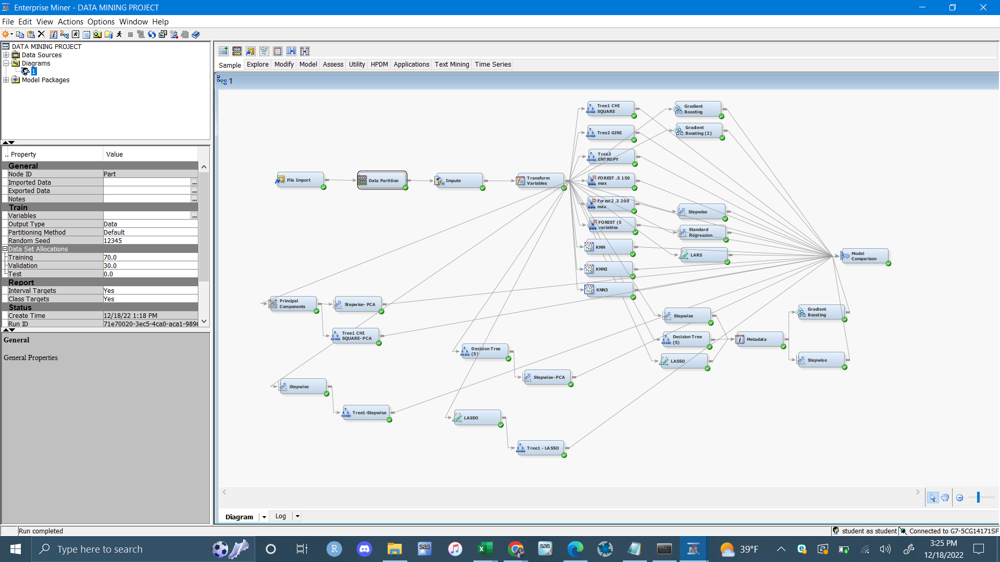 Enterprise Miner - DATA MINING PROJECT
File Edit View Actions Options Window Help
DATA MINING PROJECT
Data Sources
Diagrams
1
Model Packages
.. Property Value
General
Node ID Part
Imported Data ...
Exported Data ...
Notes ...
Train
Variables ...
Output Type Data
Partitioning Method Default
Random Seed 12345
Data Set Allocations
Training 70.0
Validation 30.0
Test 0.0
Report
Interval Targets Yes
Class Targets Yes
Status
Create Time 12/18/22 1:18 PM
Run ID 71e70020-3ec5-4ca0-aca1-989
General
General Properties
Sample Explore Modify Model Assess Utility HPDM Applications Text Mining Time Series
1
Tree1 CHI
SQUARE
Gradient
Boosting
Tree2 GINI
Gradient
Boosting (2)
Tree3
ENTROPY
File Import
Data Partition
Impute
Transform
Variables
FOREST .5 150
max
Forest2 .3 200
max
Stepwise
FOREST (5
variables
Standard
Regression
KNN
LARS
Model
Comparison
KNN2
KNN3
Principal
Components
Stepwise- PCA
Tree1 CHI
SQUARE- PCA
Stepwise
Gradient
Boosting
Decision Tree
(5)
Metadata
Decision Tree
(5)
LASSO
Stepwise
Stepwise- PCA
Stepwise
Tree1-Stepwise
LASSO
Tree1 - LASSO
Diagram Log
Run completed
student as student Connected to G7-5CG14171SF
Type here to search
R
sas
sas
39°F
3:25 PM
12/18/2022